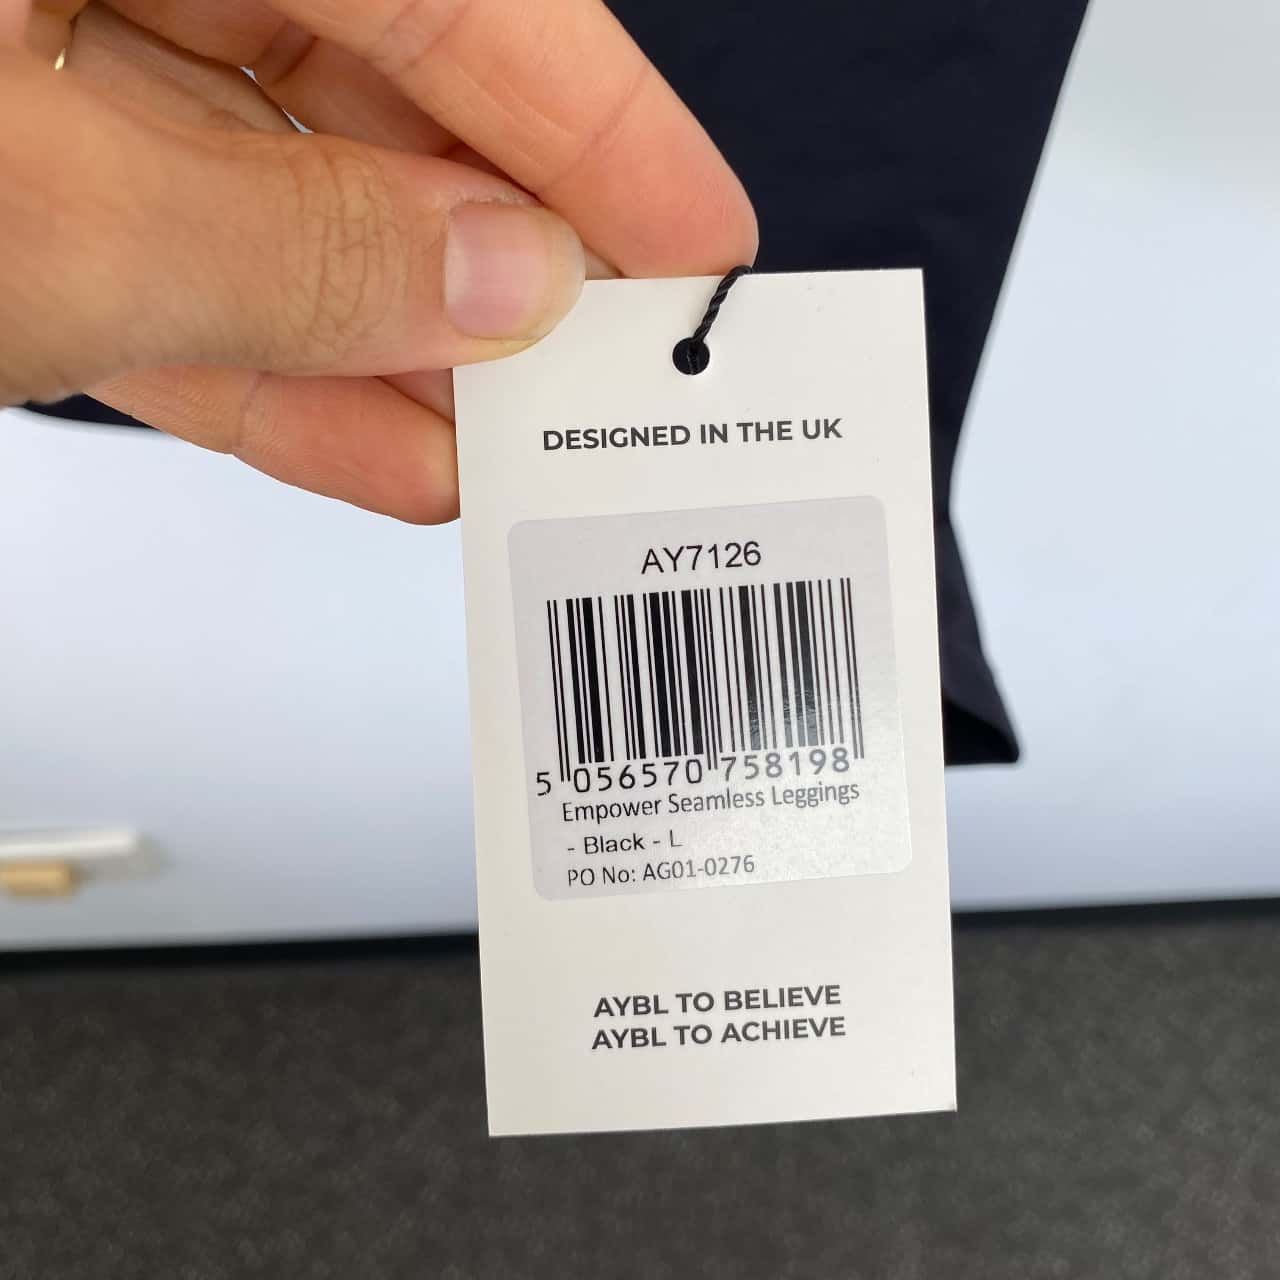 DESIGNED IN THE UK
AY7126
5 056570 758198
Empower Seamless Leggings
- Black - L
PO No: AG01-0276
AYBL TO BELIEVE
AYBL TO ACHIEVE